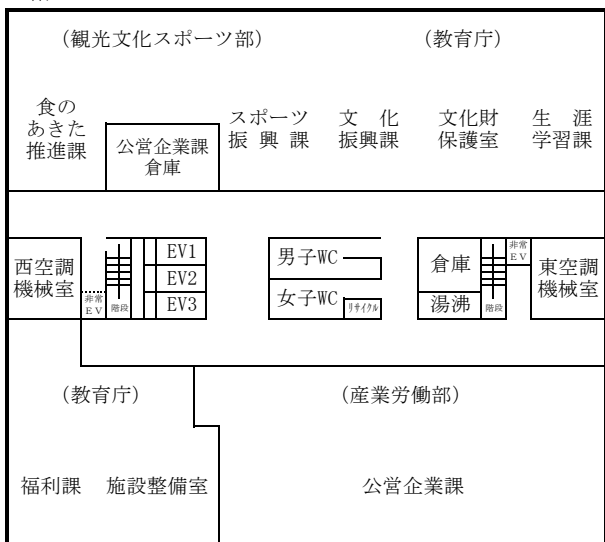 (観光文化スポーツ部)
(教育庁)
食の
あきた
推進課
公営企業課
倉庫
スポーツ
振興課
文化
振興課
文化財
保護室
生涯
学習課
西空調
機械室
非常
EV
階段
EV1
EV2
EV3
男子WC
女子WC
リサイクル
倉庫
湯沸
階段
非常
EV
東空調
機械室
(教育庁)
(産業労働部)
福利課
施設整備室
公営企業課